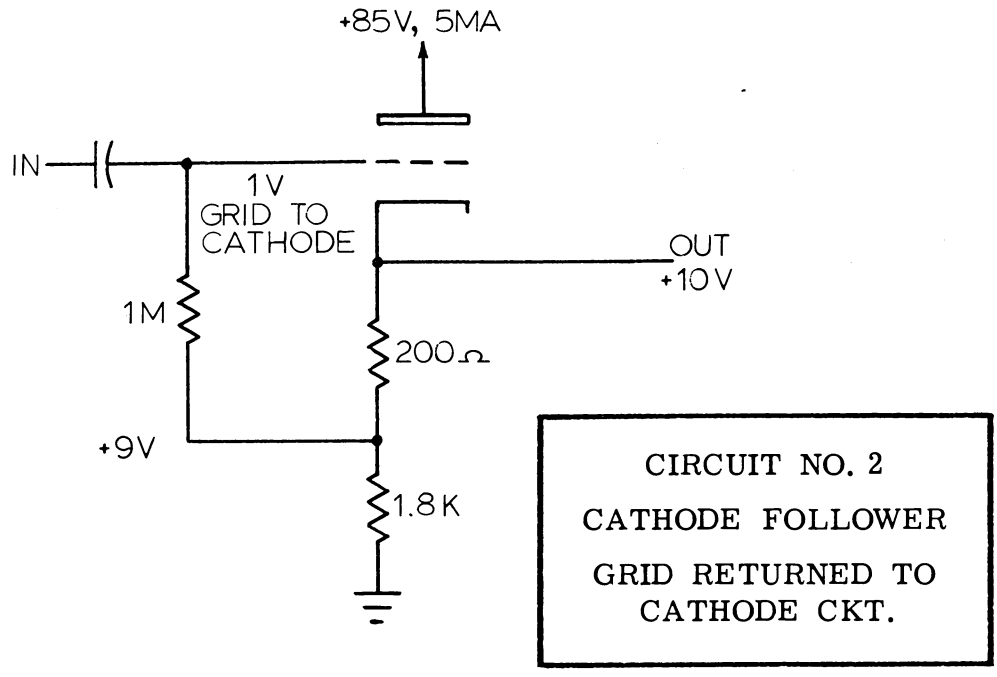 +85V, 5MA
IN
1V
GRID TO
CATHODE
OUT
+10V
1M
200Ω
+9V
1.8K
CIRCUIT NO. 2
CATHODE FOLLOWER
GRID RETURNED TO
CATHODE CKT.